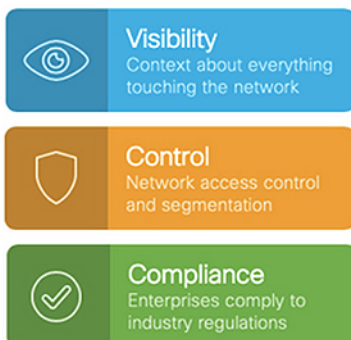 Visibility
Context about everything
touching the network
Control
Network access control
and segmentation
Compliance
Enterprises comply to
industry regulations